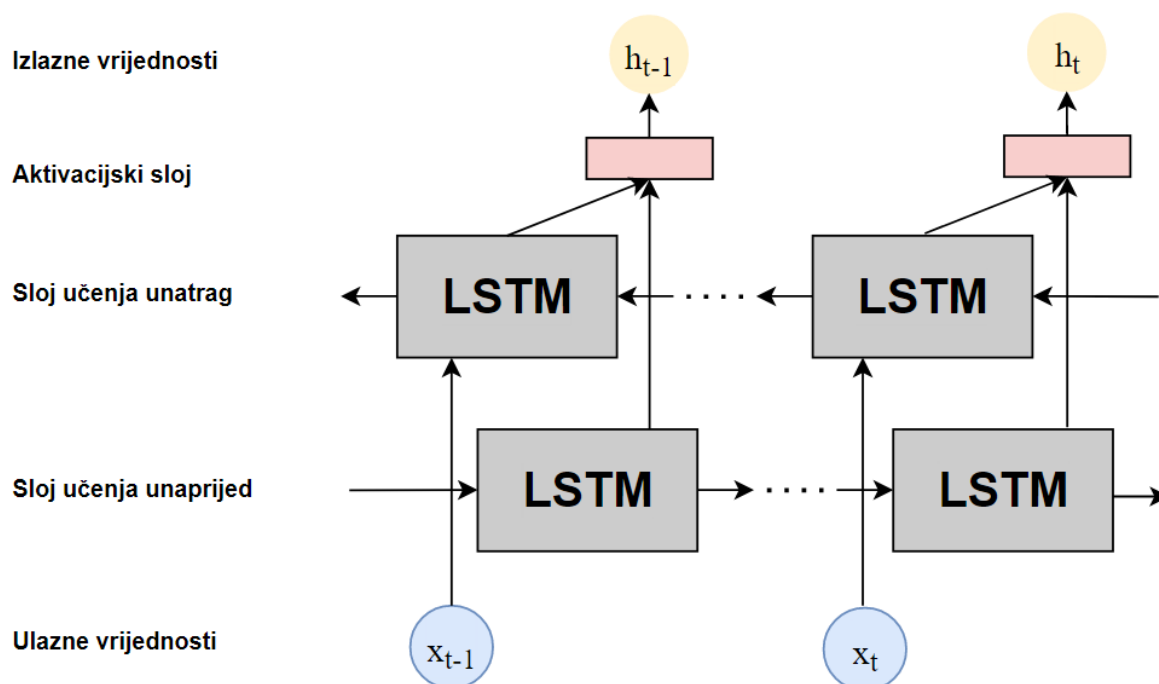 Izlazne vrijednosti
h_{t-1}
h_t
Aktivacijski sloj
Sloj učenja unatrag
LSTM
····
LSTM
Sloj učenja unaprijed
LSTM
····
LSTM
Ulazne vrijednosti
x_{t-1}
x_t